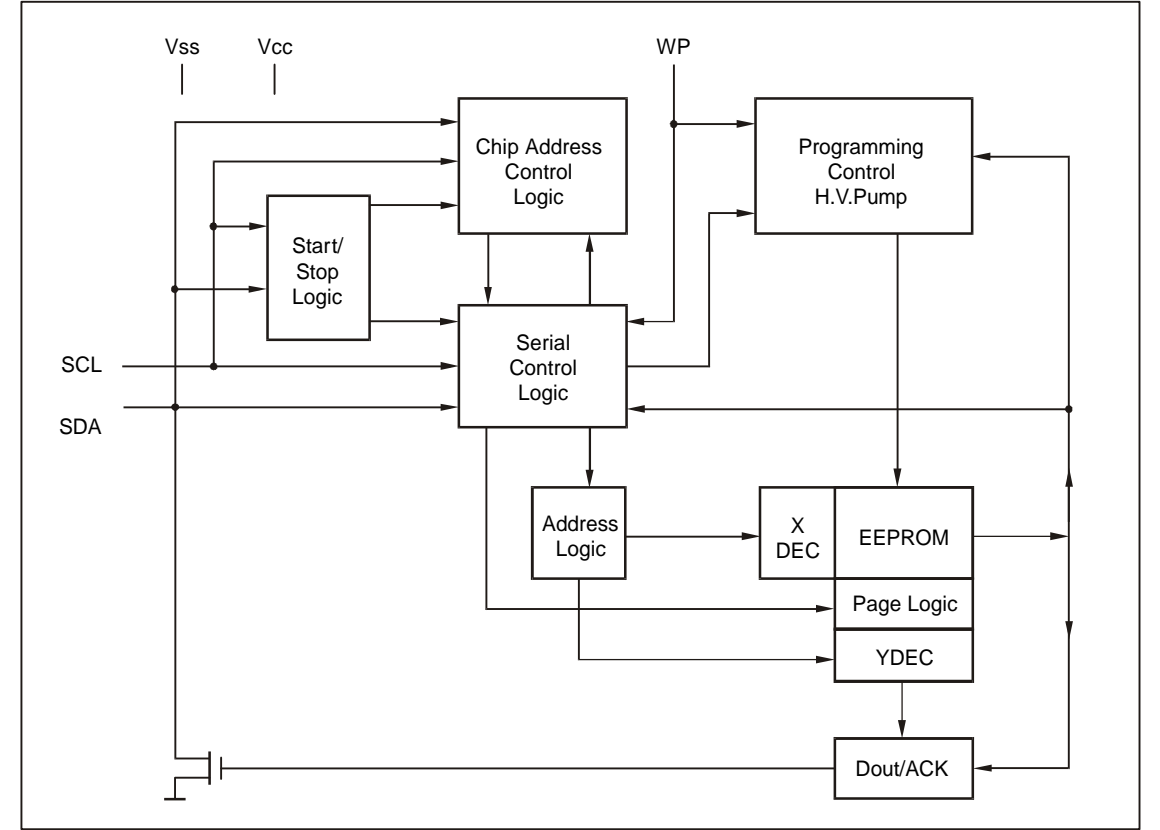 Vss
Vcc
WP
Chip Address
Control
Logic
Programming
Control
H.V.Pump
Start/
Stop
Logic
Serial
Control
Logic
SCL
SDA
Address
Logic
X
DEC
EEPROM
Page Logic
YDEC
Dout/ACK